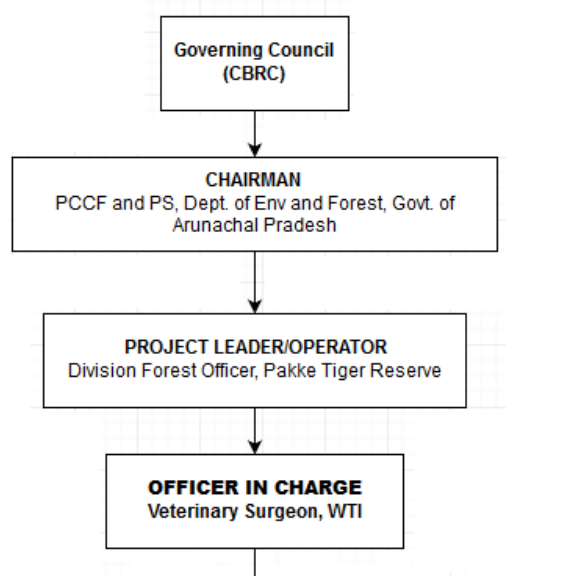 Governing Council
(CBRC)
CHAIRMAN
PCCF and PS, Dept. of Env and Forest, Govt. of
Arunachal Pradesh
PROJECT LEADER/OPERATOR
Division Forest Officer, Pakke Tiger Reserve
OFFICER IN CHARGE
Veterinary Surgeon, WTI